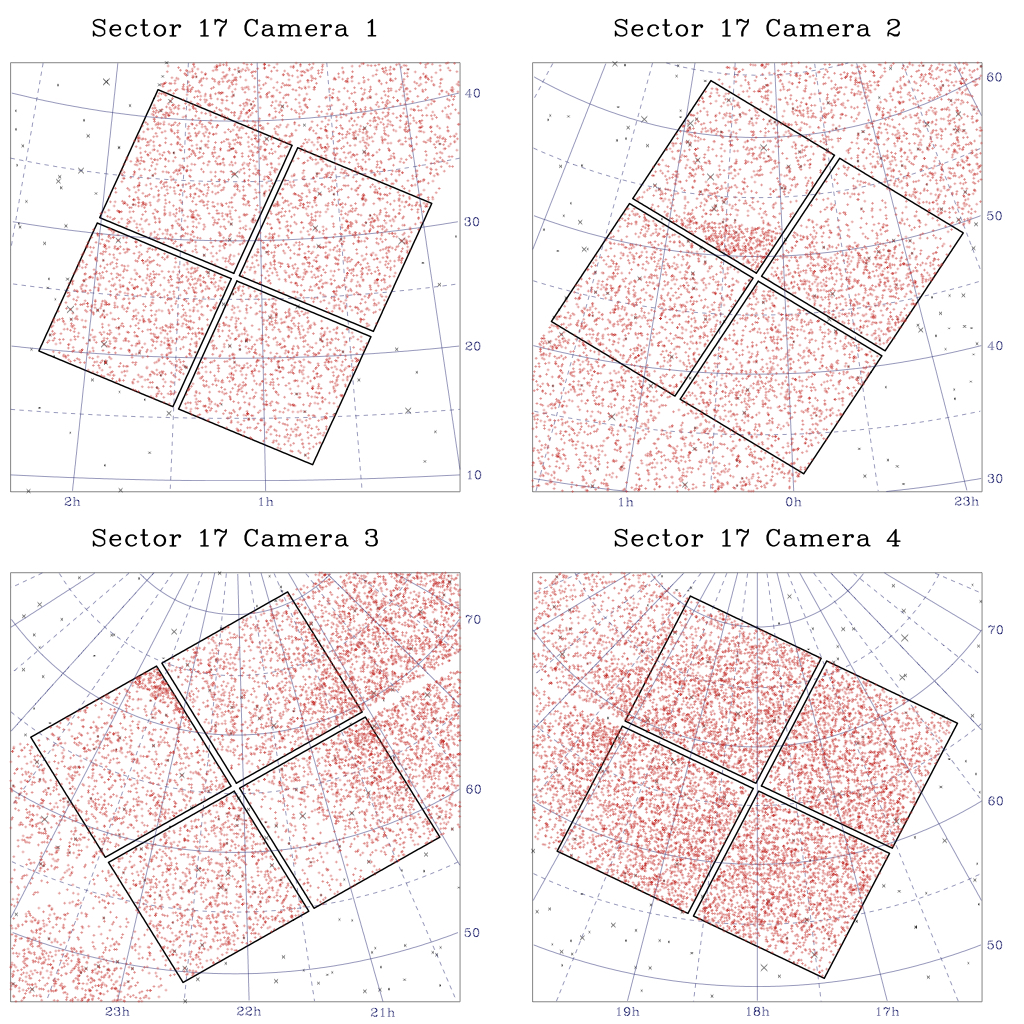 Sector 17 Camera 1
Sector 17 Camera 2
40
30
20
10
2h
1h
60
50
40
30
1h
0h
23h
Sector 17 Camera 3
Sector 17 Camera 4
70
60
50
23h
22h
21h
70
60
50
19h
18h
17h